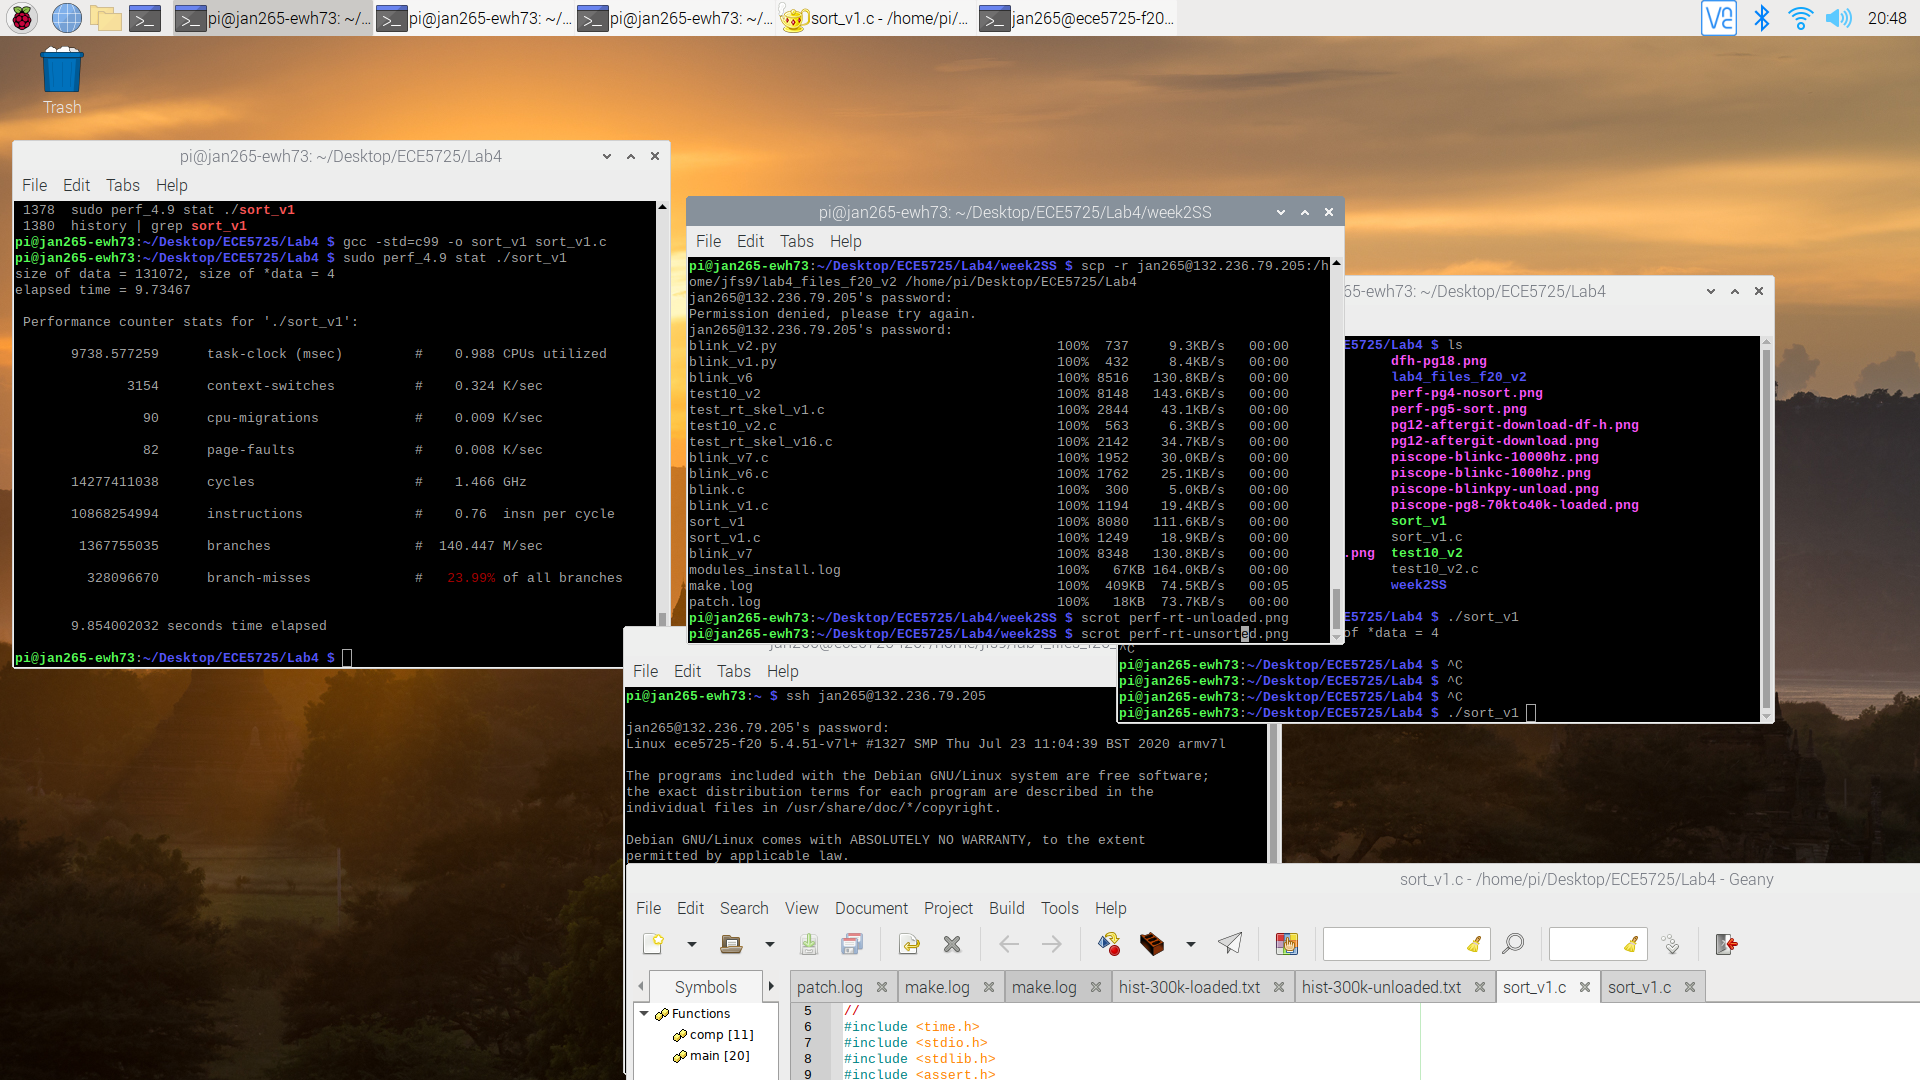 pi@jan265-ewh73: ~/...
pi@jan265-ewh73: ~/...
pi@jan265-ewh73: ~/...
sort_v1.c - /home/pi/...
jan265@ece5725-f20...
20:48
Trash
pi@jan265-ewh73: ~/Desktop/ECE5725/Lab4
File Edit Tabs Help
1378 sudo perf_4.9 stat ./sort_v1
1380 history | grep sort_v1
pi@jan265-ewh73:~/Desktop/ECE5725/Lab4 $ gcc -std=c99 -o sort_v1 sort_v1.c
pi@jan265-ewh73:~/Desktop/ECE5725/Lab4 $ sudo perf_4.9 stat ./sort_v1
size of data = 131072, size of *data = 4
elapsed time = 9.73467
Performance counter stats for './sort_v1':
9738.577259 task-clock (msec) # 0.988 CPUs utilized
3154 context-switches # 0.324 K/sec
90 cpu-migrations # 0.009 K/sec
82 page-faults # 0.008 K/sec
14277411038 cycles # 1.466 GHz
10868254994 instructions # 0.76 insn per cycle
1367755035 branches # 140.447 M/sec
328096670 branch-misses # 23.99% of all branches
9.854002032 seconds time elapsed
pi@jan265-ewh73:~/Desktop/ECE5725/Lab4 $
pi@jan265-ewh73: ~/Desktop/ECE5725/Lab4/week2SS
File Edit Tabs Help
pi@jan265-ewh73:~/Desktop/ECE5725/Lab4/week2SS $ scp -r jan265@132.236.79.205:/h
ome/jfs9/lab4_files_f20_v2 /home/pi/Desktop/ECE5725/Lab4
jan265@132.236.79.205's password:
Permission denied, please try again.
jan265@132.236.79.205's password:
blink_v2.py 100% 737 9.3KB/s 00:00
blink_v1.py 100% 432 8.4KB/s 00:00
blink_v6 100% 8516 130.8KB/s 00:00
test10_v2 100% 8148 143.6KB/s 00:00
test_rt_skel_v1.c 100% 2844 43.1KB/s 00:00
test10_v2.c 100% 563 6.3KB/s 00:00
test_rt_skel_v16.c 100% 2142 34.7KB/s 00:00
blink_v7.c 100% 1952 30.0KB/s 00:00
blink_v6.c 100% 1762 25.1KB/s 00:00
blink.c 100% 300 5.0KB/s 00:00
blink_v1.c 100% 1194 19.4KB/s 00:00
sort_v1 100% 8080 111.6KB/s 00:00
sort_v1.c 100% 1249 18.9KB/s 00:00
blink_v7 100% 8348 130.8KB/s 00:00
modules_install.log 100% 67KB 164.0KB/s 00:00
make.log 100% 409KB 74.5KB/s 00:05
patch.log 100% 18KB 73.7KB/s 00:00
pi@jan265-ewh73:~/Desktop/ECE5725/Lab4/week2SS $ scrot perf-rt-unloaded.png
pi@jan265-ewh73:~/Desktop/ECE5725/Lab4/week2SS $ scrot perf-rt-unsorted.png
65-ewh73: ~/Desktop/ECE5725/Lab4
ECE5725/Lab4 $ ls
dfh-pg18.png
lab4_files_f20_v2
perf-pg4-nosort.png
perf-pg5-sort.png
pg12-aftergit-download-df-h.png
pg12-aftergit-download.png
piscope-blinkc-10000hz.png
piscope-blinkc-1000hz.png
piscope-blinkpy-unload.png
piscope-pg8-70kto40k-loaded.png
sort_v1
sort_v1.c
.png test10_v2
test10_v2.c
week2SS
ECE5725/Lab4 $ ./sort_v1
of *data = 4
^C
pi@jan265-ewh73:~/Desktop/ECE5725/Lab4 $ ^C
pi@jan265-ewh73:~/Desktop/ECE5725/Lab4 $ ^C
pi@jan265-ewh73:~/Desktop/ECE5725/Lab4 $ ^C
pi@jan265-ewh73:~/Desktop/ECE5725/Lab4 $ ./sort_v1
File Edit Tabs Help
pi@jan265-ewh73:~ $ ssh jan265@132.236.79.205
jan265@132.236.79.205's password:
Linux ece5725-f20 5.4.51-v7l+ #1327 SMP Thu Jul 23 11:04:39 BST 2020 armv7l
The programs included with the Debian GNU/Linux system are free software;
the exact distribution terms for each program are described in the
individual files in /usr/share/doc/*/copyright.
Debian GNU/Linux comes with ABSOLUTELY NO WARRANTY, to the extent
permitted by applicable law.
sort_v1.c - /home/pi/Desktop/ECE5725/Lab4 - Geany
File Edit Search View Document Project Build Tools Help
Symbols
patch.log
make.log
make.log
hist-300k-loaded.txt
hist-300k-unloaded.txt
sort_v1.c
sort_v1.c
Functions
comp [11]
main [20]
5 //
6 #include <time.h>
7 #include <stdio.h>
8 #include <stdlib.h>
9 #include <assert.h>